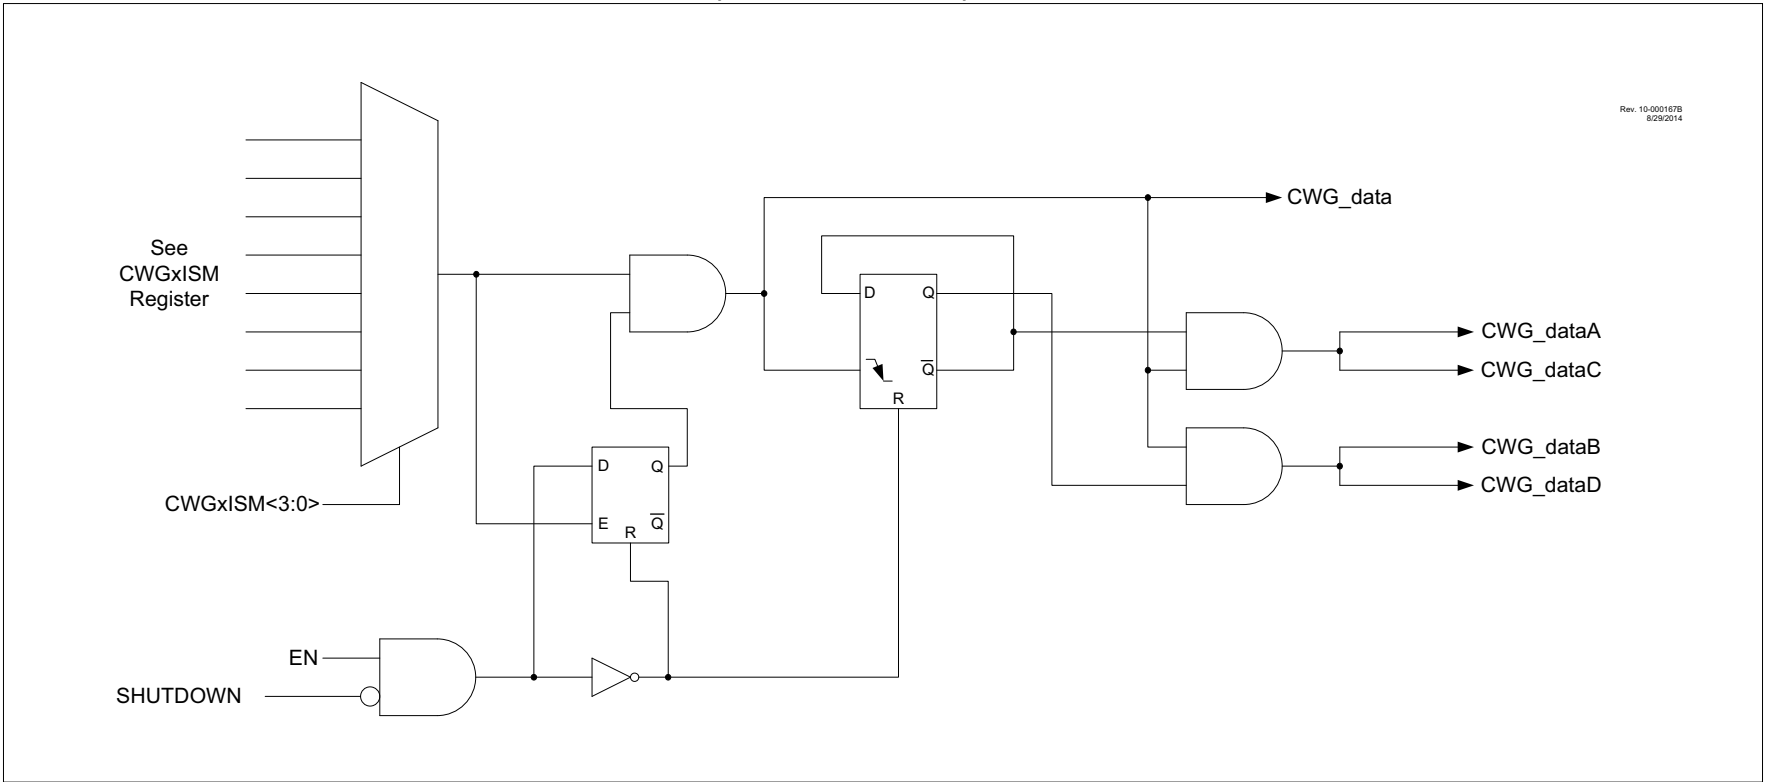 Rev. 10-000167B
8/29/2014
CWG_data
See
CWGxISM
Register
D
Q
Q
R
CWG_dataA
CWG_dataC
CWG_dataB
CWG_dataD
D
Q
E
Q
R
CWGxISM<3:0>
EN
SHUTDOWN